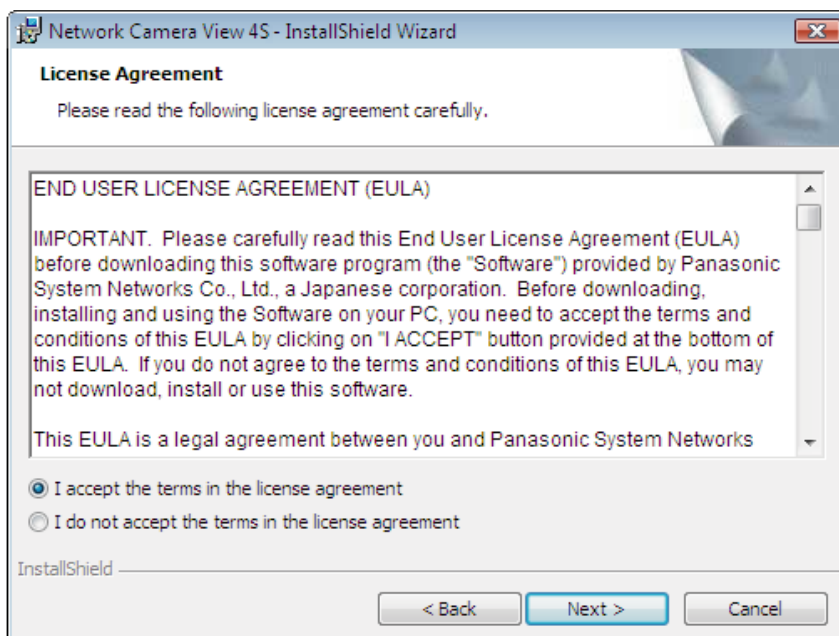 Network Camera View 4S - InstallShield Wizard
License Agreement
Please read the following license agreement carefully.
END USER LICENSE AGREEMENT (EULA)
IMPORTANT.  Please carefully read this End User License Agreement (EULA)
before downloading this software program (the "Software") provided by Panasonic
System Networks Co., Ltd., a Japanese corporation.  Before downloading,
installing and using the Software on your PC, you need to accept the terms and
conditions of this EULA by clicking on "I ACCEPT" button provided at the bottom of
this EULA.  If you do not agree to the terms and conditions of this EULA, you may
not download, install or use this software.
This EULA is a legal agreement between you and Panasonic System Networks
I accept the terms in the license agreement
I do not accept the terms in the license agreement
InstallShield
< Back Next > Cancel